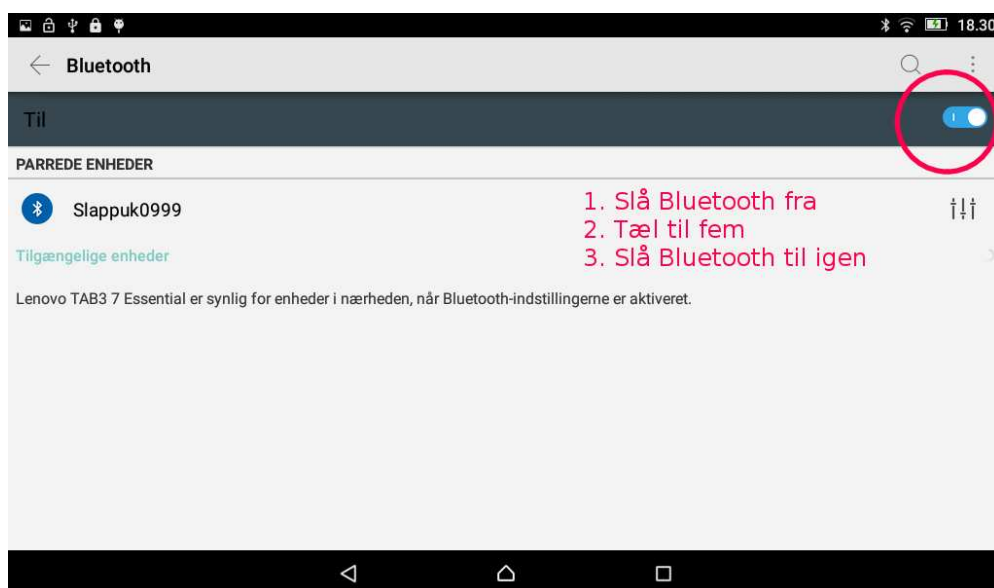 18.30
Bluetooth
Til
PARREDE ENHEDER
Slappuk0999
1. Slå Bluetooth fra
2. Tæl til fem
3. Slå Bluetooth til igen
Tilgængelige enheder
Lenovo TAB3 7 Essential er synlig for enheder i nærheden, når Bluetooth-indstillingerne er aktiveret.